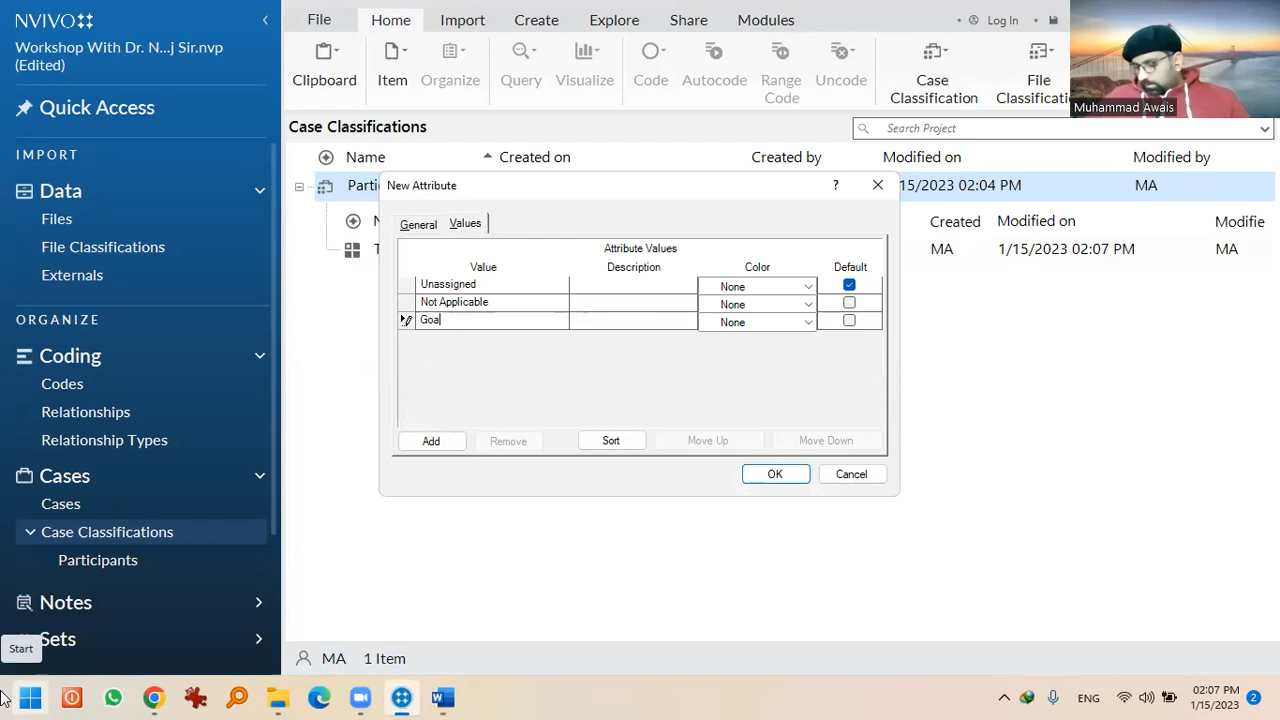 NVIVO
Workshop With Dr. N...j Sir.nvp
(Edited)
Quick Access
IMPORT
Data
Files
File Classifications
Externals
ORGANIZE
Coding
Codes
Relationships
Relationship Types
Cases
Cases
Case Classifications
Participants
Notes
Sets
Start
File Home Import Create Explore Share Modules
Log In
Clipboard
Item
Organize
Query
Visualize
Code
Autocode
Range
Code
Uncode
Case
Classification
File
Classificati
Muhammad Awais
Case Classifications
Search Project
Name Created on Created by Modified on Modified by
Parti 15/2023 02:04 PM MA
N Created Modified on Modifie
T MA 1/15/2023 02:07 PM MA
New Attribute ?
General Values
Attribute Values
Value Description Color Default
Unassigned None
Not Applicable None
Goa None
Add Remove Sort Move Up Move Down
OK Cancel
MA 1 Item
ENG
02:07 PM
1/15/2023
2